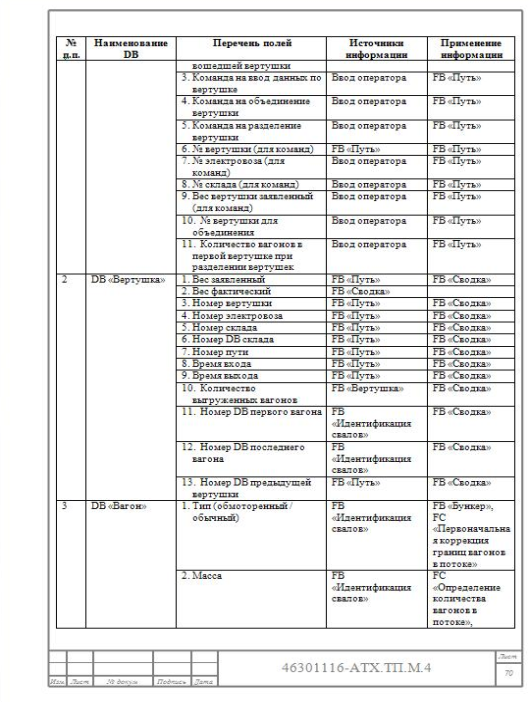 № п.п. Наименование DB Перечень полей Источники информации Применение информации
вошедшей вертушки
3. Команда на ввод данных по вертушке Ввод оператора FB «Путь»
4. Команда на объединение вертушки Ввод оператора FB «Путь»
5. Команда на разделение вертушки Ввод оператора FB «Путь»
6. № вертушки (для команд) FB «Путь» FB «Путь»
7. № электровоза (для команд) Ввод оператора FB «Путь»
8. № склада (для команд) Ввод оператора FB «Путь»
9. Вес вертушки заявленный (для команд) Ввод оператора FB «Путь»
10. № вертушки для объединения Ввод оператора FB «Путь»
11. Количество вагонов в первой вертушке при разделении вертушек Ввод оператора FB «Путь»
2 DB «Вертушка» 1. Вес заявленный FB «Путь» FB «Сводка»
2. Вес фактический FB «Сводка»
3. Номер вертушки FB «Путь» FB «Сводка»
4. Номер электровоза FB «Путь» FB «Сводка»
5. Номер склада FB «Путь» FB «Сводка»
6. Номер DB склада FB «Путь» FB «Сводка»
7. Номер пути FB «Путь» FB «Сводка»
8. Время входа FB «Путь» FB «Сводка»
9. Время выхода FB «Путь» FB «Сводка»
10. Количество выгруженных вагонов FB «Вертушка» FB «Сводка»
11. Номер DB первого вагона FB «Идентификация свалов» FB «Сводка»
12. Номер DB последнего вагона FB «Идентификация свалов» FB «Сводка»
13. Номер DB предыдущей вертушки FB «Путь» FB «Сводка»
3 DB «Вагон» 1. Тип (обмоторенный / обычный) FB «Идентификация свалов» FB «Бункер», FC «Первоначальная коррекция границ вагонов в потоке»
2. Масса FB «Идентификация свалов» FC «Определение количества вагонов в потоке»,
46301116-АТХ.ТП.М.4
Лист
70
Изм. Лист № докум. Подпись Дата